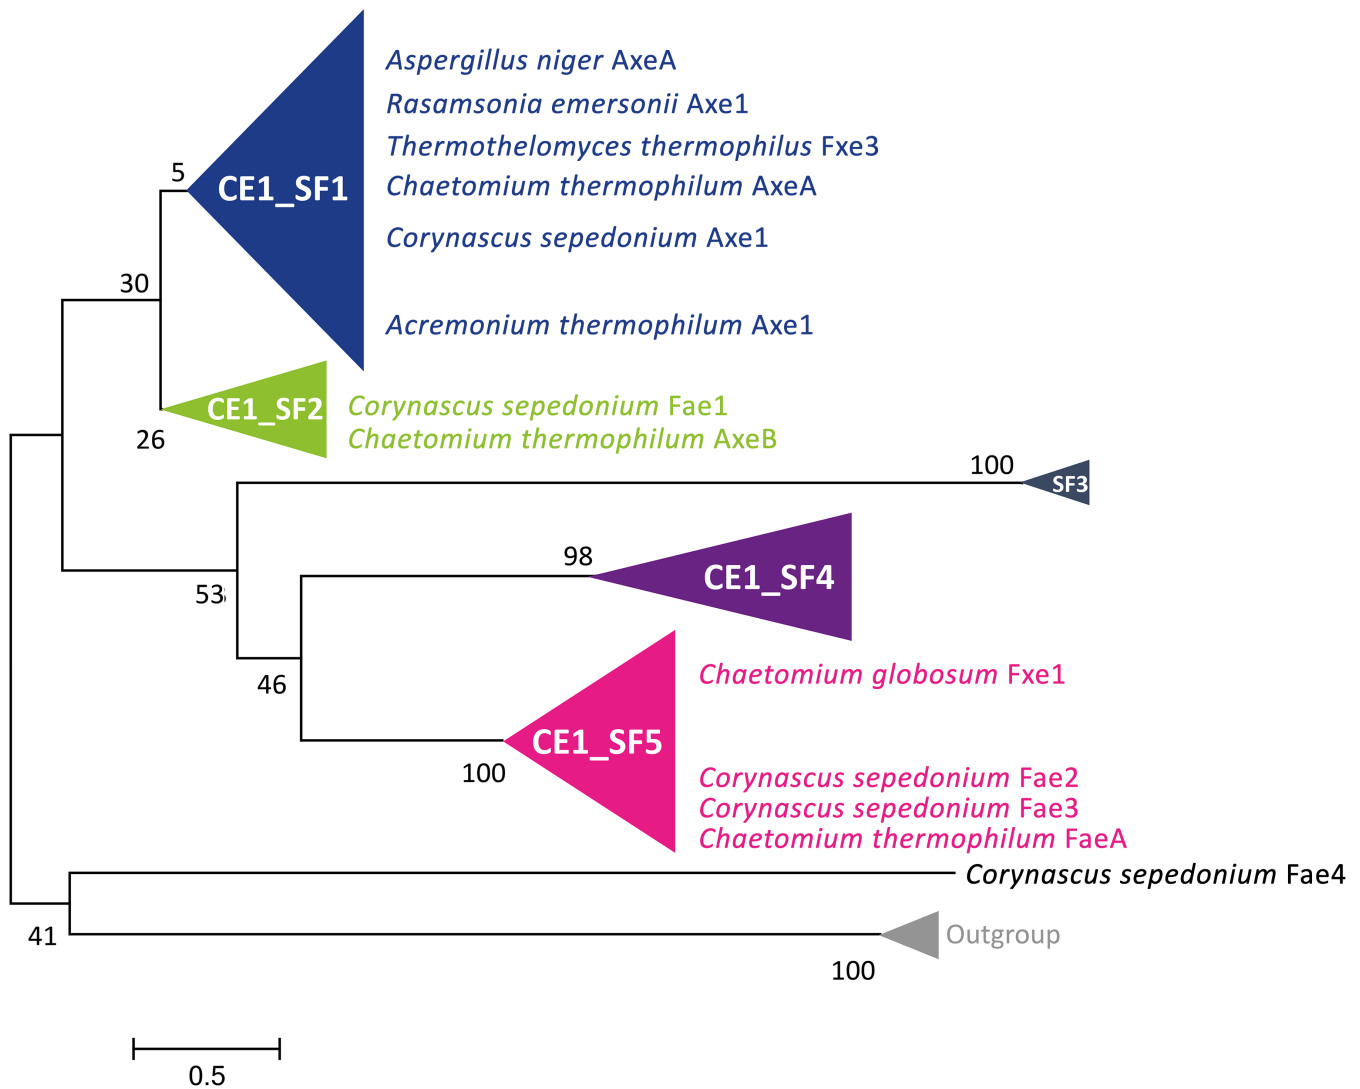 Aspergillus niger AxeA
Rasamsonia emersonii Axe1
Thermothelomyces thermophilus Fxe3
5
CE1_SF1
Chaetomium thermophilum AxeA
Corynascus sepedonium Axe1
30
Acremonium thermophilum Axe1
CE1_SF2
Corynascus sepedonium Fae1
26
Chaetomium thermophilum AxeB
100
SF3
98
CE1_SF4
53
46
Chaetomium globosum Fxe1
CE1_SF5
100
Corynascus sepedonium Fae2
Corynascus sepedonium Fae3
Chaetomium thermophilum FaeA
Corynascus sepedonium Fae4
41
Outgroup
100
0.5